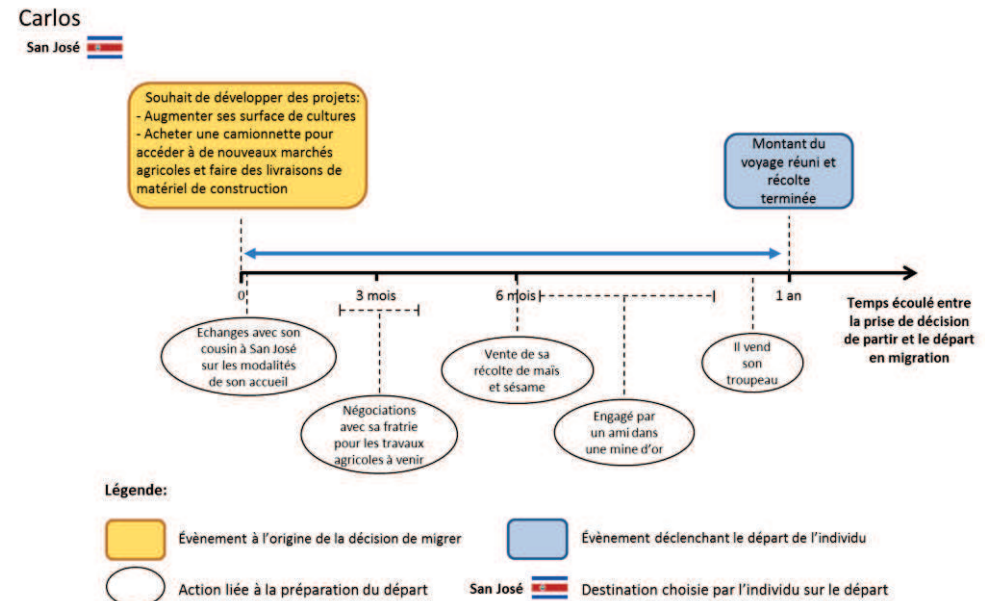 Carlos
San José
Souhait de développer des projets:
- Augmenter ses surface de cultures
- Acheter une camionnette pour
accéder à de nouveaux marchés
agricoles et faire des livraisons de
matériel de construction
Montant du
voyage réuni et
récolte
terminée
0
3 mois
6 mois
1 an
Temps écoulé entre
la prise de décision
de partir et le départ
en migration
Echanges avec son
cousin à San José
sur les modalités
de son accueil
Négociations
avec sa fratrie
pour les travaux
agricoles à venir
Vente de sa
récolte de maïs
et sésame
Engagé par
un ami dans
une mine d'or
Il vend
son
troupeau
Légende:
Évènement à l'origine de la décision de migrer
Évènement déclenchant le départ de l'individu
Action liée à la préparation du départ
San José
Destination choisie par l'individu sur le départ